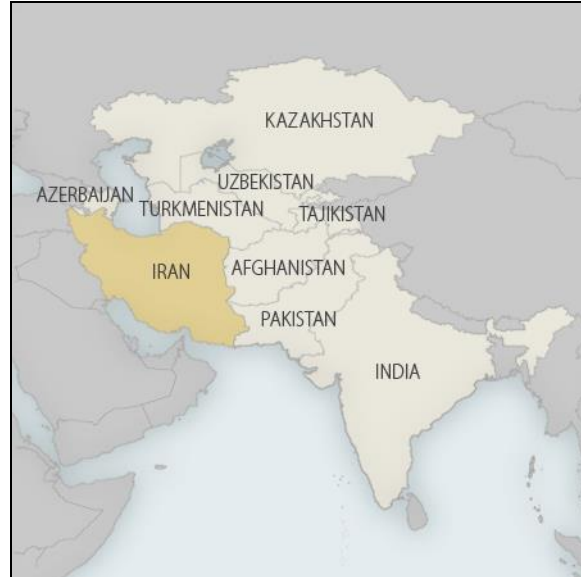 KAZAKHSTAN
UZBEKISTAN
AZERBAIJAN
TURKMENISTAN
TAJIKISTAN
IRAN
AFGHANISTAN
PAKISTAN
INDIA